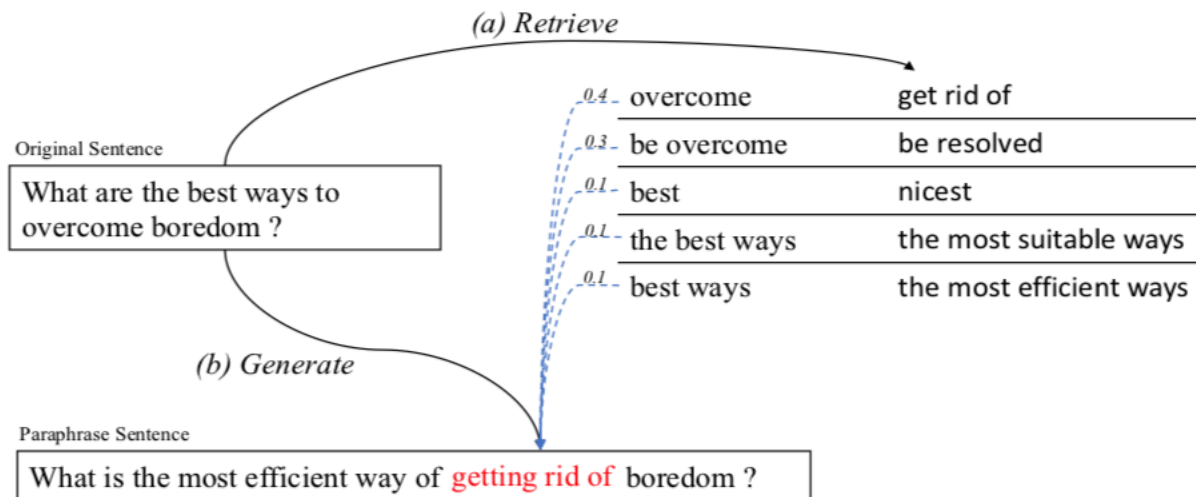 (a) Retrieve
0.4 overcome get rid of
0.3 be overcome be resolved
Original Sentence
What are the best ways to
overcome boredom ?
0.1 best nicest
0.1 the best ways the most suitable ways
0.1 best ways the most efficient ways
(b) Generate
Paraphrase Sentence
What is the most efficient way of getting rid of boredom ?